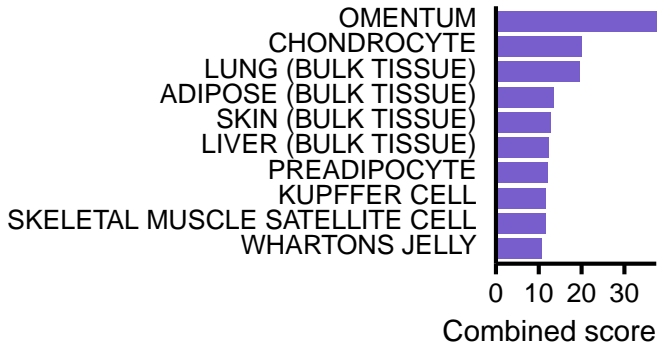 OMENTUM
CHONDROCYTE
LUNG (BULK TISSUE)
ADIPOSE (BULK TISSUE)
SKIN (BULK TISSUE)
LIVER (BULK TISSUE)
PREADIPOCYTE
KUPFFER CELL
SKELETAL MUSCLE SATELLITE CELL
WHARTONS JELLY
0 10 20 30
Combined score